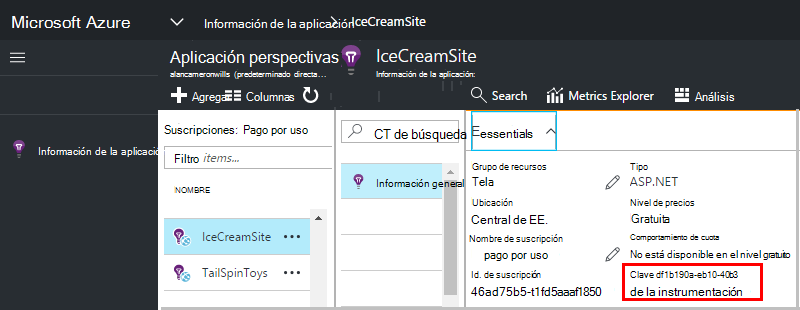 Microsoft Azure
Información de la aplicación
IceCreamSite
Aplicación perspectivas
alancameronwills (predeterminado directa...
IceCreamSite
Información de la aplicación:
Agregar
Columnas
Search
Metrics Explorer
Análisis
Suscripciones: Pago por uso
Filtro items...
NOMBRE
IceCreamSite
TailSpinToys
Información de la aplicación
CT de búsqueda
Información general
Eessentials
Grupo de recursos
Tela
Tipo
ASP.NET
Ubicación
Central de EE.
Nivel de precios
Gratuita
Nombre de suscripción
pago por uso
Comportamiento de cuota
No está disponible en el nivel gratuito
Id. de suscripción
46ad75b5-t1fd5aaaf1850
Clave df1b190a-eb10-40b3
de la instrumentación